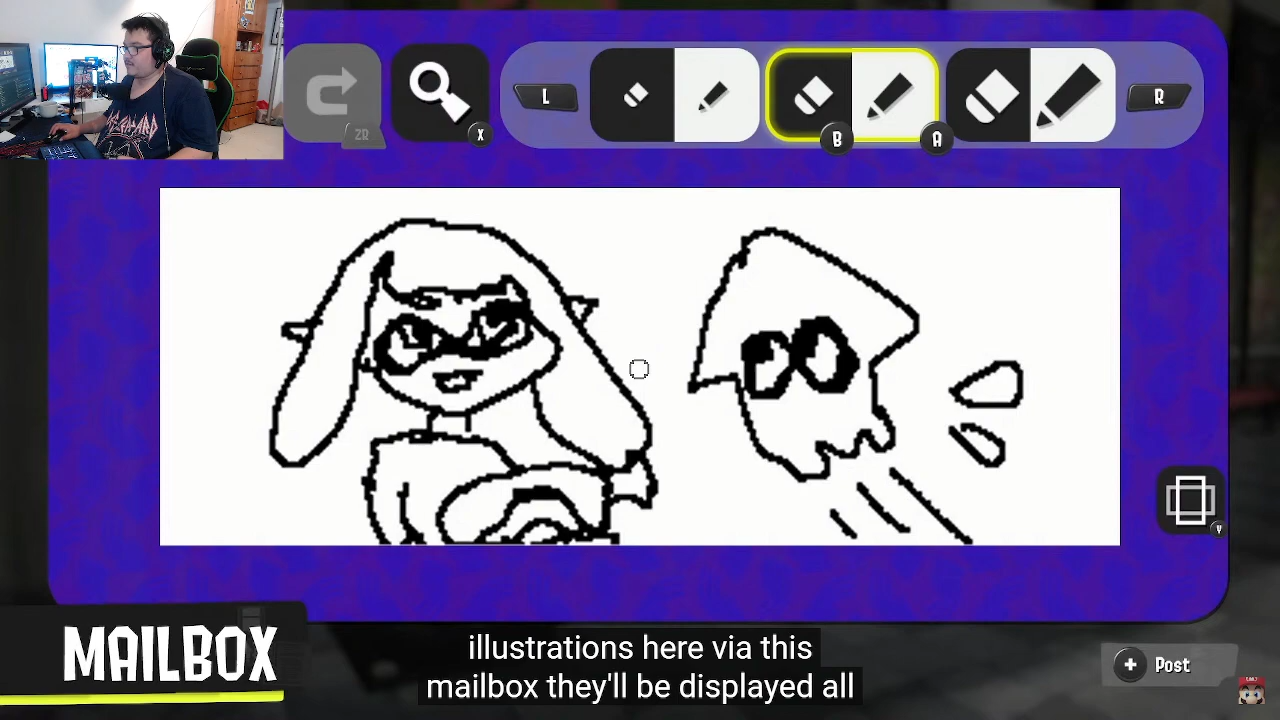 ZR
X
L
B
A
R
Y
MAILBOX
illustrations here via this
mailbox they'll be displayed all
+ Post